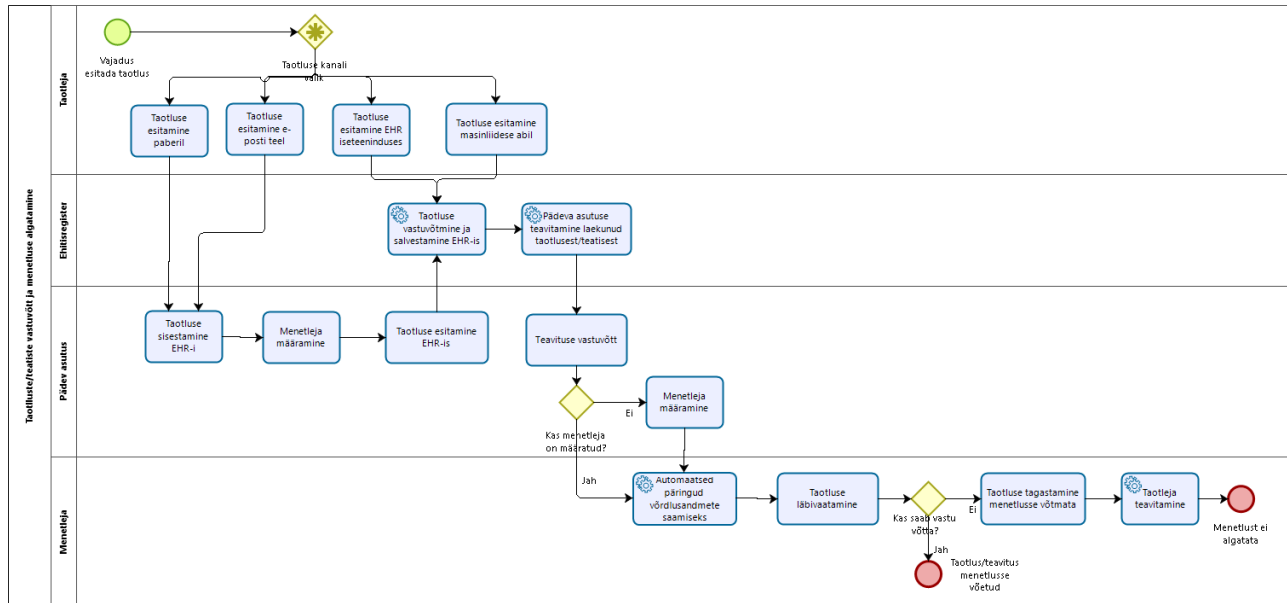 Taotluste/teatiste vastuvõtt ja menetluse algatamine
Taotleja
Vajadus
esitada taotlus
Taotluse kanali
valik
Taotluse
esitamine
paberil
Taotluse
esitamine e-
posti teel
Taotluse
esitamine EHR
iseteeninduses
Taotluse esitamine
masinliidese abil
Ehitisregister
Taotluse
vastuvõtmine ja
salvestamine EHR-is
Pädeva asutuse
teavitamine laekunud
taotlusest/teatisest
Pädev asutus
Taotluse
sisestamine
EHR-i
Menetleja
määramine
Taotluse esitamine
EHR-is
Teavituse vastuvõtt
Kas menetleja
on määratud?
Ei
Menetleja
määramine
Jah
Menetleja
Automaatsed
päringud
võrdlusandmete
saamiseks
Taotluse
läbivaatamine
Kas saab vastu
võtta?
Ei
Taotluse tagastamine
menetlusse võtmata
Taotleja
teavitamine
Menetlust ei
algatata
Jah
Taotlus/teavitus
menetlusse
võetud